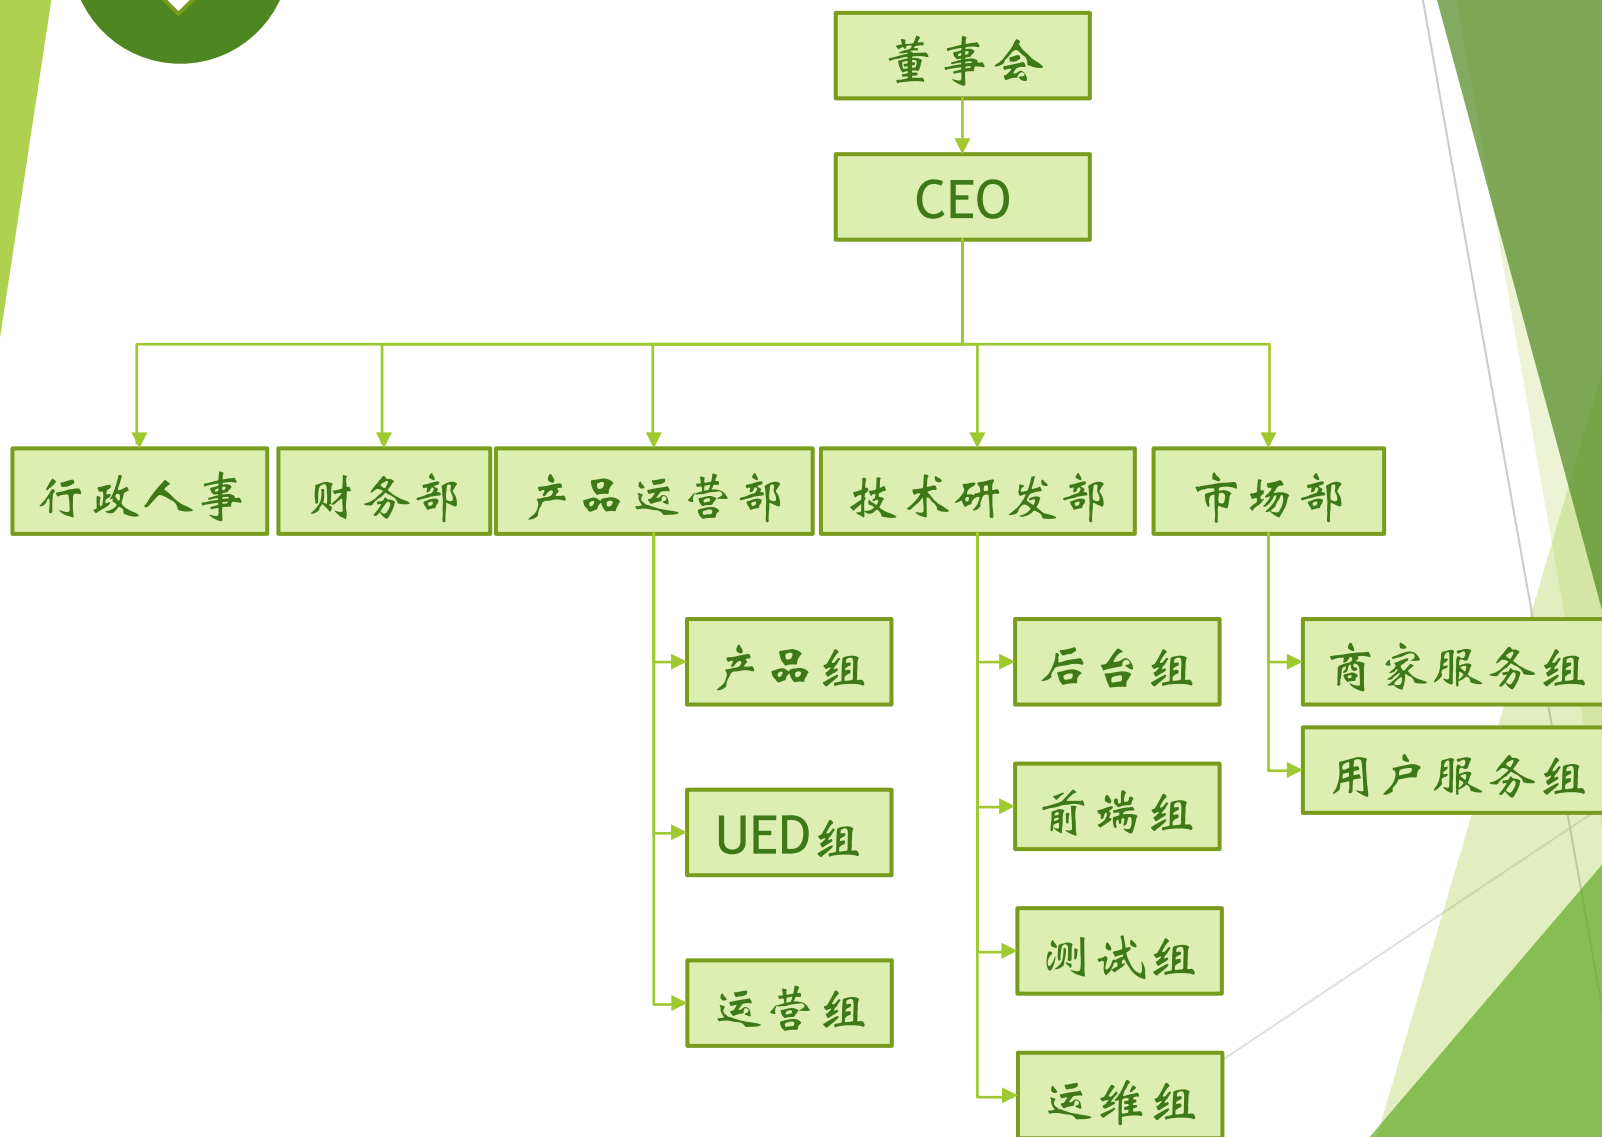 董事会
CEO
行政人事
财务部
产品运营部
技术研发部
市场部
产品组
后台组
商家服务组
用户服务组
前端组
UED组
测试组
运营组
运维组